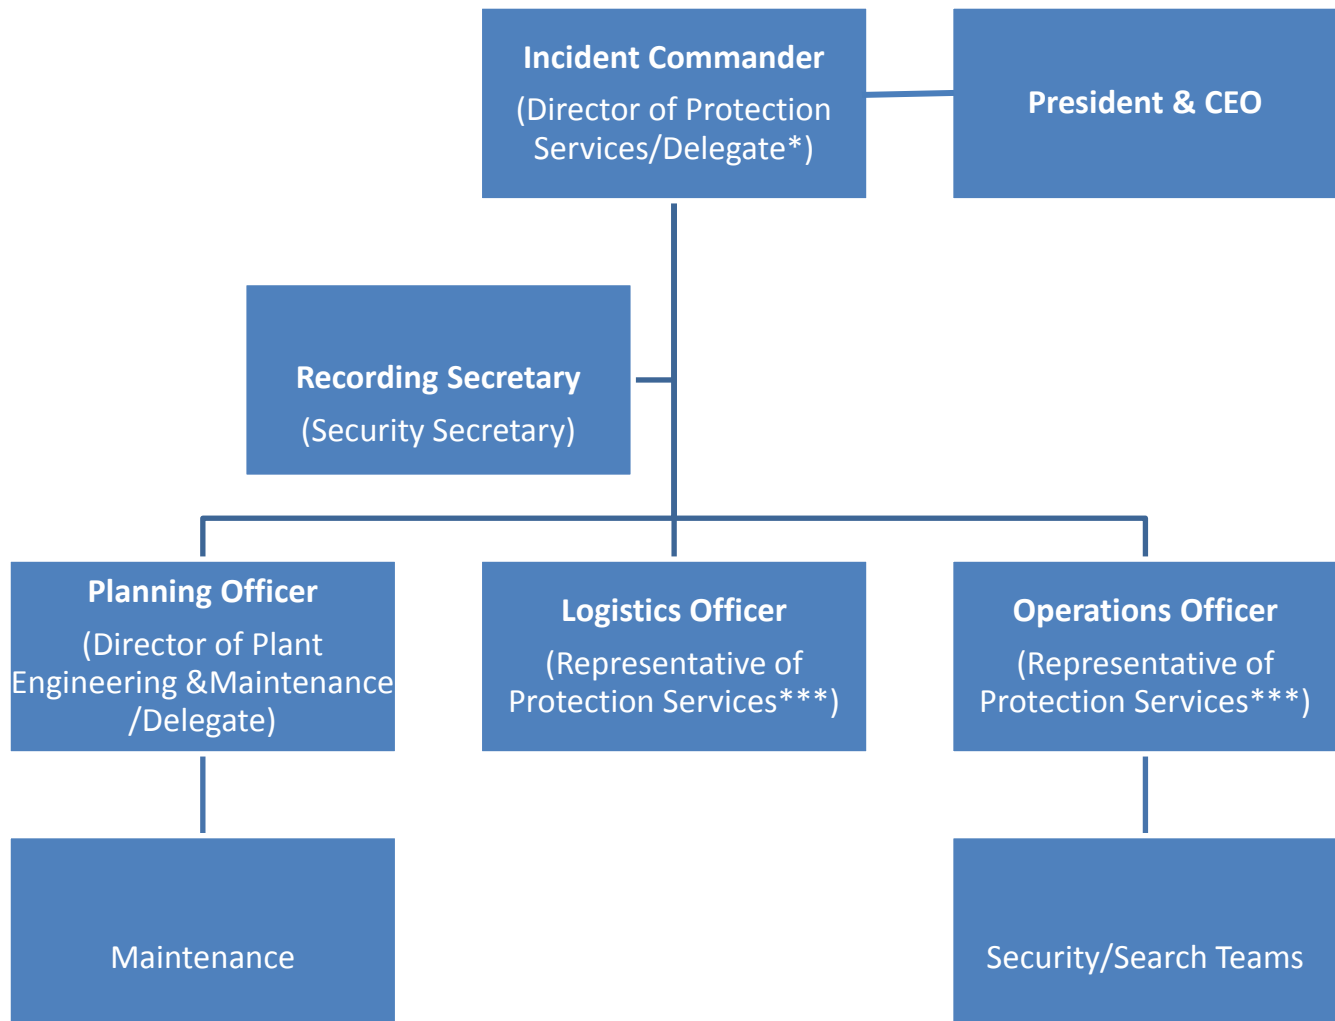 Incident Commander
(Director of Protection
Services/Delegate*)
President & CEO
Recording Secretary
(Security Secretary)
Planning Officer
(Director of Plant
Engineering &Maintenance
/Delegate)
Logistics Officer
(Representative of
Protection Services***)
Operations Officer
(Representative of
Protection Services***)
Maintenance
Security/Search Teams